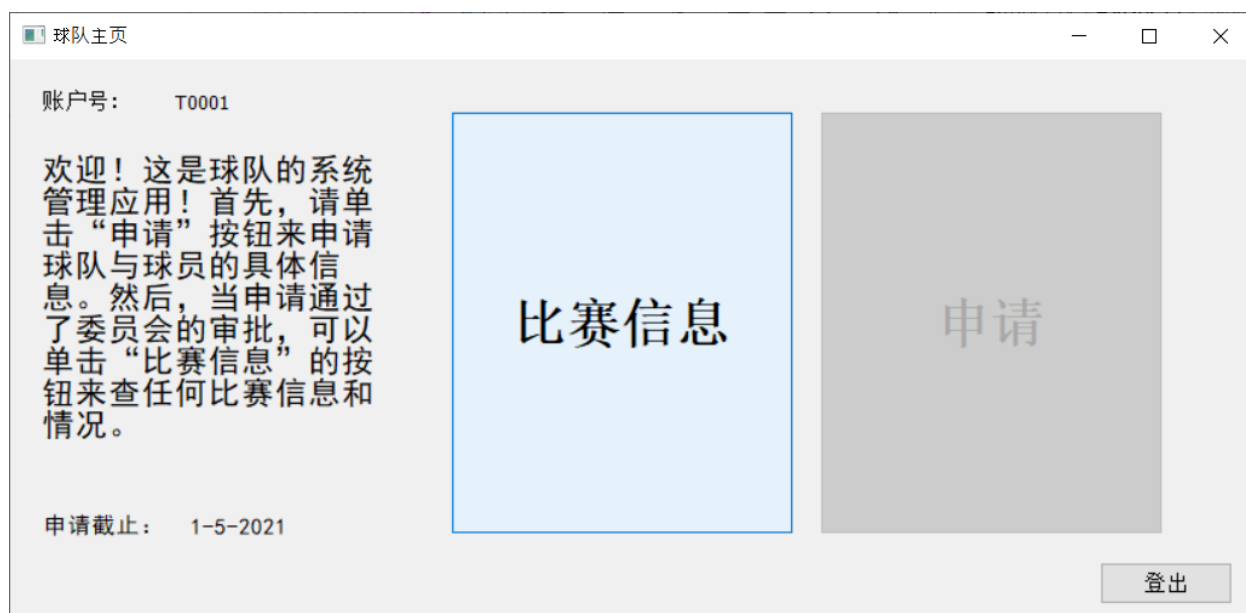 球队主页
账户号: T0001
欢迎！这是球队的系统
管理应用！首先，请单
击“申请”按钮来申请
球队与球员的具体信
息。然后，当申请通过
了委员会的审批，可以
单击“比赛信息”的按
钮来查任何比赛信息和
情况。
比赛信息
申请
申请截止： 1-5-2021
登出